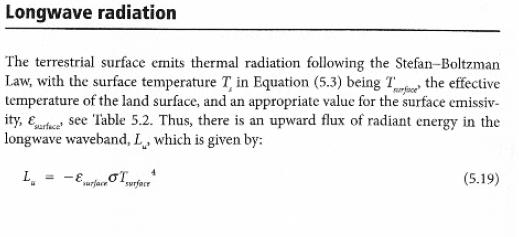 Longwave radiation
The terrestrial surface emits thermal radiation following the Stefan–Boltzman
Law, with the surface temperature T_s in Equation (5.3) being T_surface, the effective
temperature of the land surface, and an appropriate value for the surface emissiv-
ity, ε_surface, see Table 5.2. Thus, there is an upward flux of radiant energy in the
longwave waveband, L_u, which is given by:
L_u = −ε_surface σT_surface^4 (5.19)